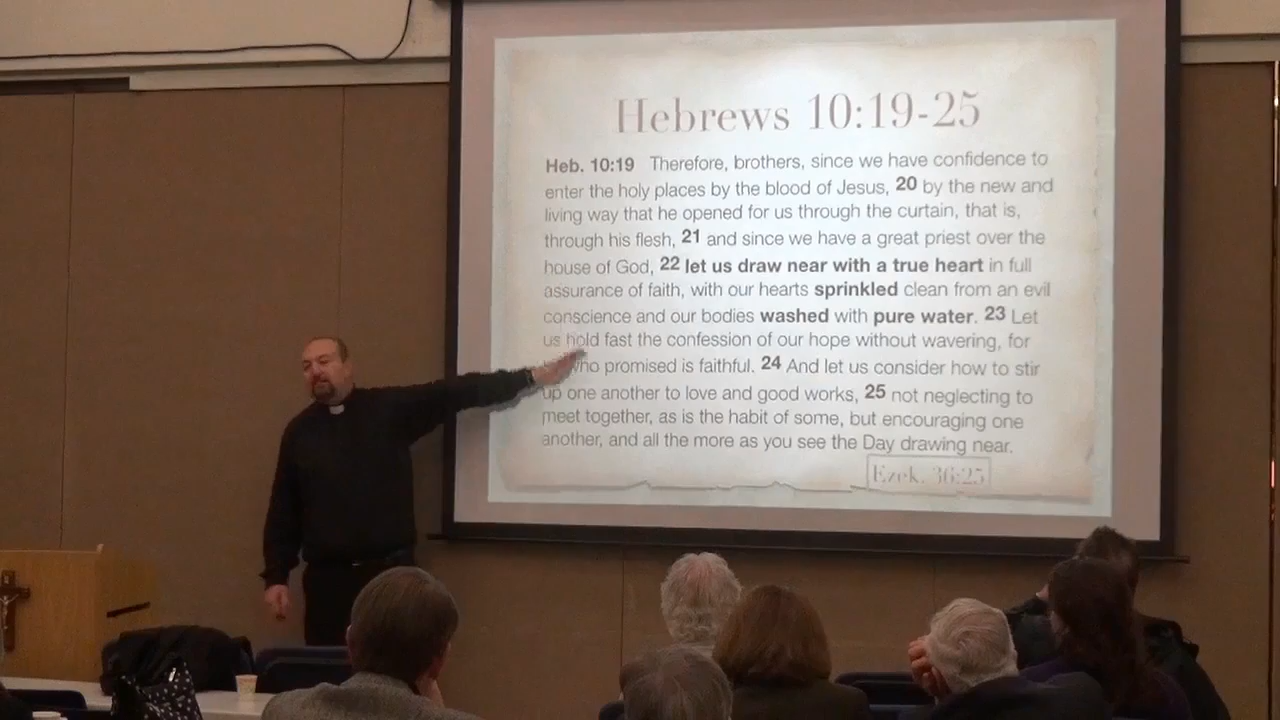 Hebrews 10:19-25
Heb. 10:19 Therefore, brothers, since we have confidence to
enter the holy places by the blood of Jesus, 20 by the new and
living way that he opened for us through the curtain, that is,
through his flesh, 21 and since we have a great priest over the
house of God, 22 let us draw near with a true heart in full
assurance of faith, with our hearts sprinkled clean from an evil
conscience and our bodies washed with pure water. 23 Let
us hold fast the confession of our hope without wavering, for
who promised is faithful. 24 And let us consider how to stir
up one another to love and good works, 25 not neglecting to
meet together, as is the habit of some, but encouraging one
another, and all the more as you see the Day drawing near.
Ezek. 36:25